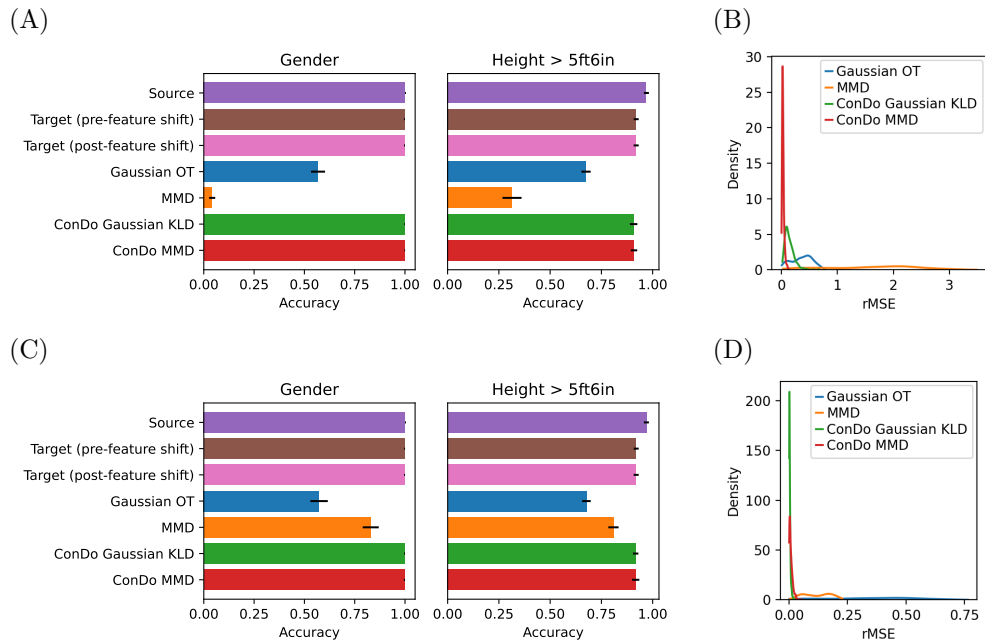 (A)
Gender
Height > 5ft6in
Source
Target (pre-feature shift)
Target (post-feature shift)
Gaussian OT
MMD
ConDo Gaussian KLD
ConDo MMD
0.00 0.25 0.50 0.75 1.00
Accuracy
0.00 0.25 0.50 0.75 1.00
Accuracy
(B)
30
25
20
15
10
5
0
Density
Gaussian OT
MMD
ConDo Gaussian KLD
ConDo MMD
0 1 2 3
rMSE
(C)
Gender
Height > 5ft6in
Source
Target (pre-feature shift)
Target (post-feature shift)
Gaussian OT
MMD
ConDo Gaussian KLD
ConDo MMD
0.00 0.25 0.50 0.75 1.00
Accuracy
0.00 0.25 0.50 0.75 1.00
Accuracy
(D)
200
150
100
50
0
Density
Gaussian OT
MMD
ConDo Gaussian KLD
ConDo MMD
0.00 0.25 0.50 0.75
rMSE